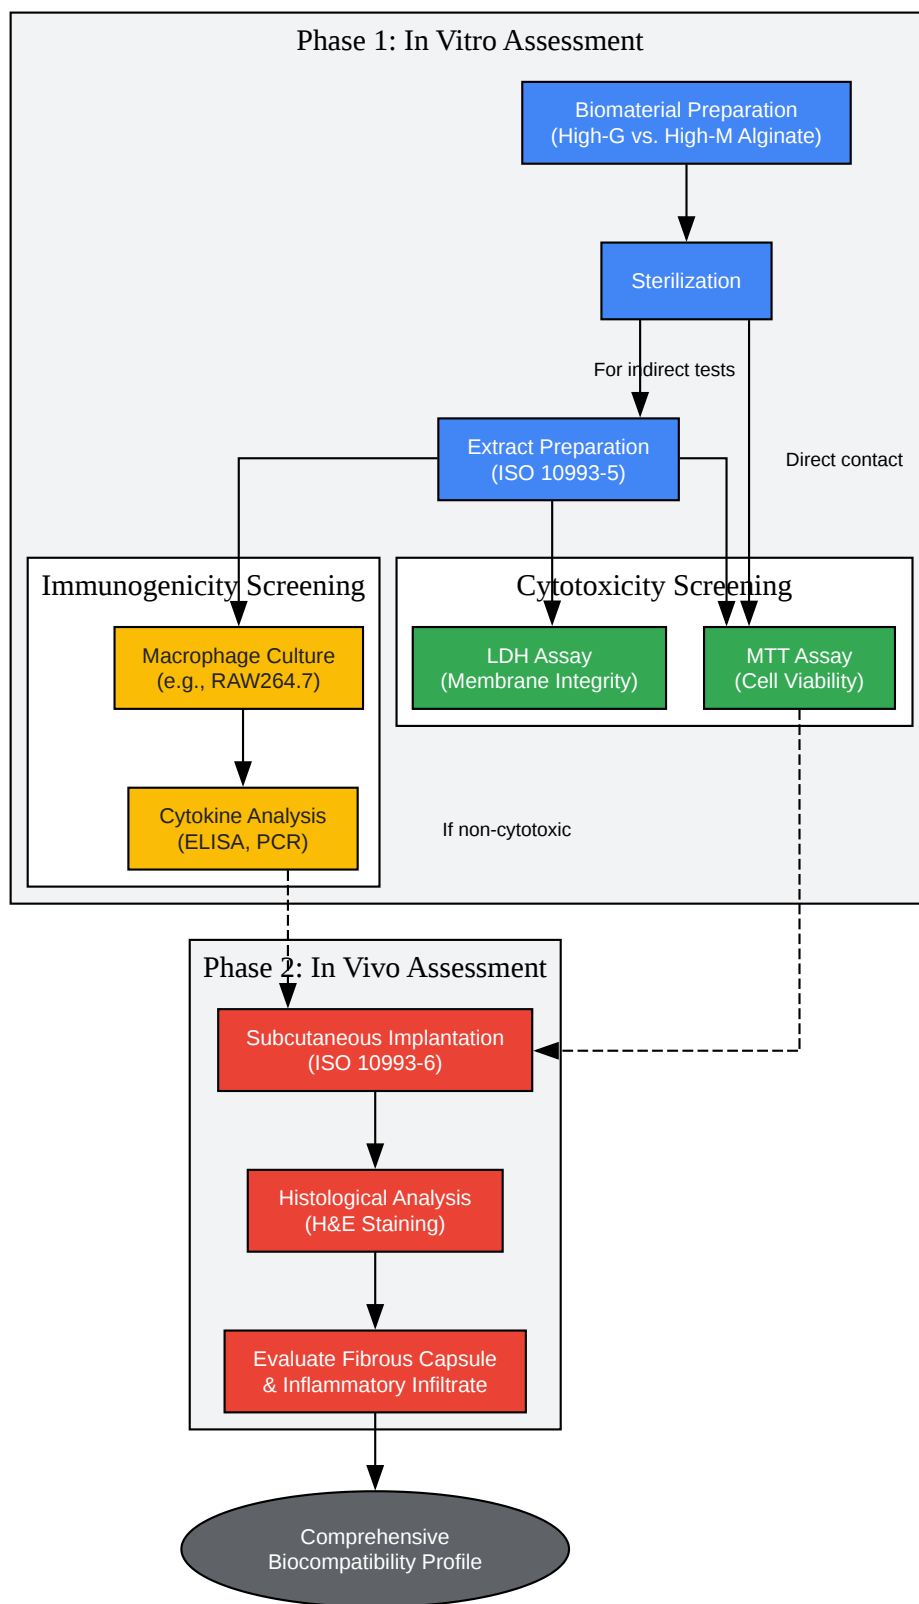 Phase 1: In Vitro Assessment
Biomaterial Preparation
(High-G vs. High-M Alginate)
Sterilization
For indirect tests
Extract Preparation
(ISO 10993-5)
Direct contact
Immunogenicity Screening
Macrophage Culture
(e.g., RAW264.7)
Cytokine Analysis
(ELISA, PCR)
Cytotoxicity Screening
LDH Assay
(Membrane Integrity)
MTT Assay
(Cell Viability)
If non-cytotoxic
Phase 2: In Vivo Assessment
Subcutaneous Implantation
(ISO 10993-6)
Histological Analysis
(H&E Staining)
Evaluate Fibrous Capsule
& Inflammatory Infiltrate
Comprehensive
Biocompatibility Profile